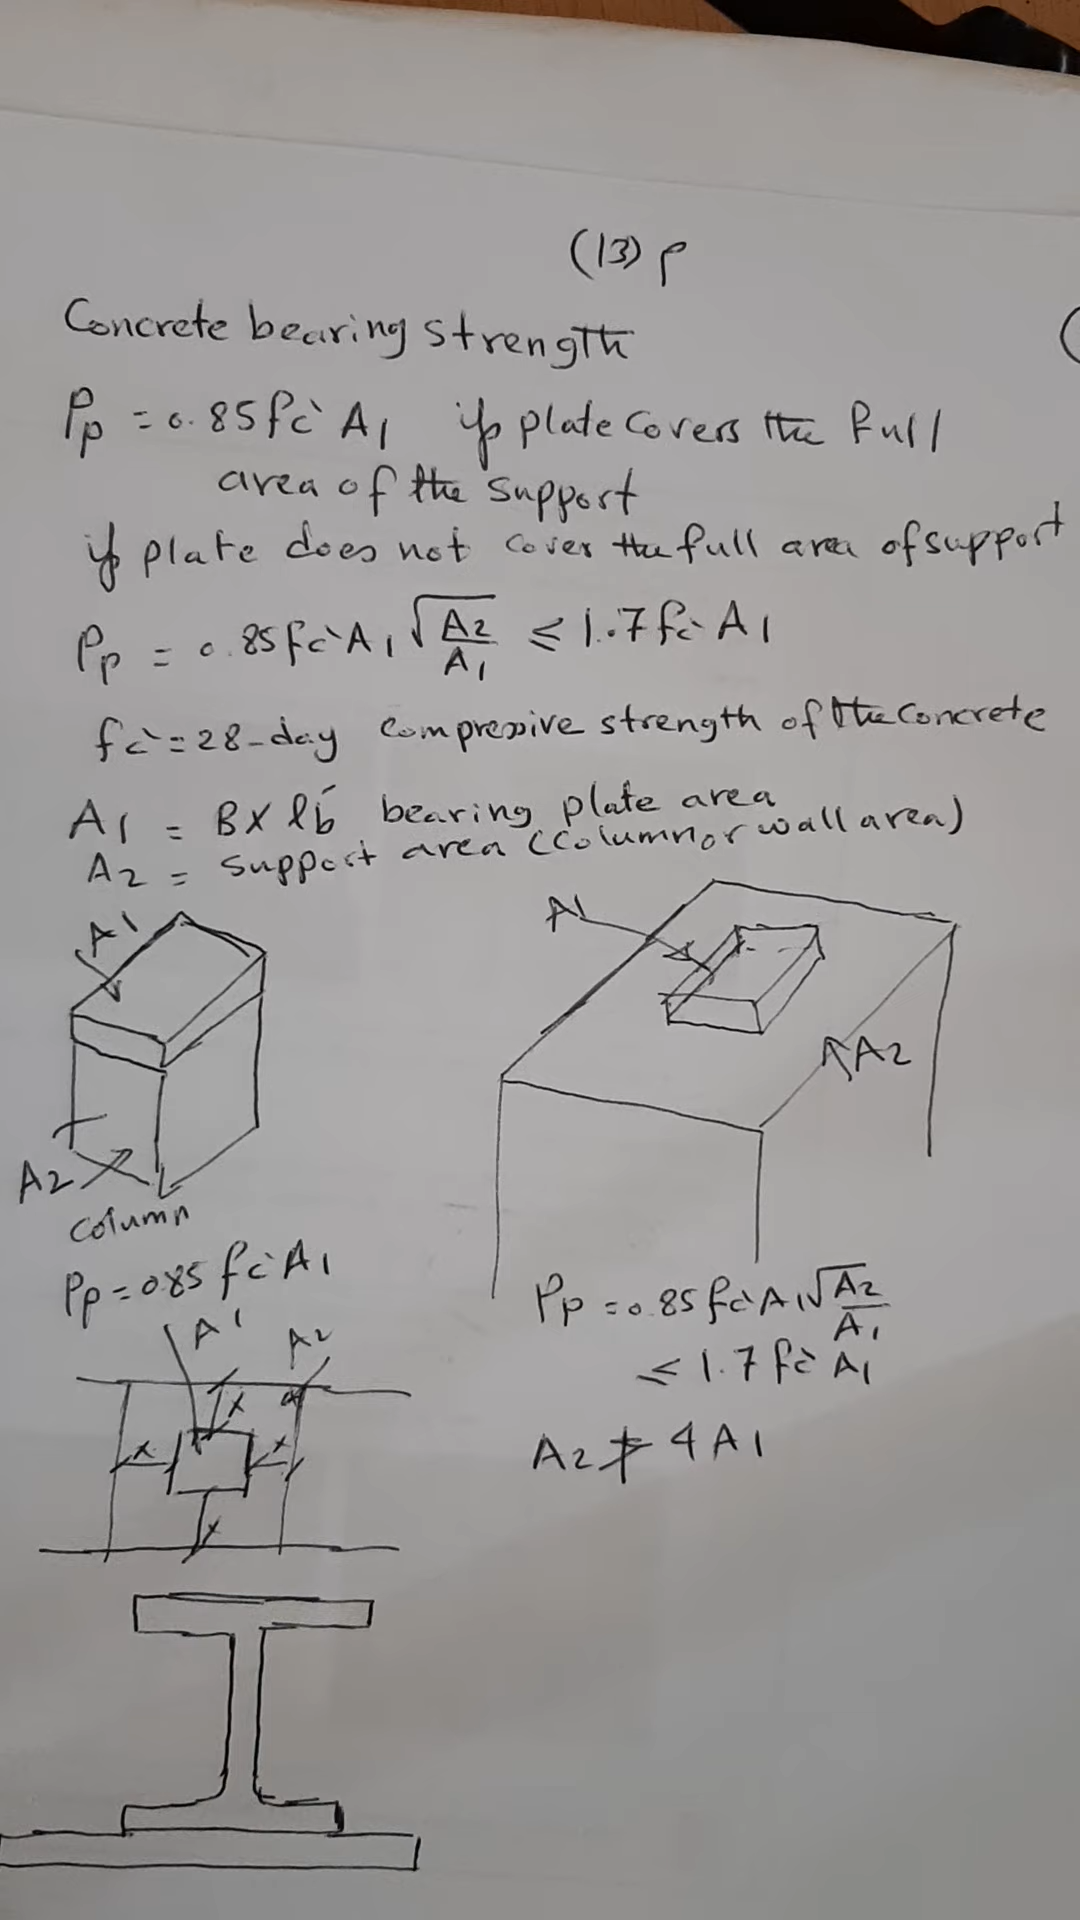 (13) P
Concrete bearing strength
Pp = 0.85 fc' A1 if plate covers the full
area of the support
if plate does not cover the full area of support
Pp = 0.85 fc' A1 √(A2/A1) ≤ 1.7 fc' A1
fc' = 28-day compressive strength of the concrete
A1 = B x lb bearing plate area
A2 = support area (column or wall area)
A1
A1
A2
A2
column
Pp = 0.85 fc' A1
Pp = 0.85 fc' A1 √(A2/A1)
≤ 1.7 fc' A1
A2 ≯ 4 A1
A1
A2
x
x
x
x